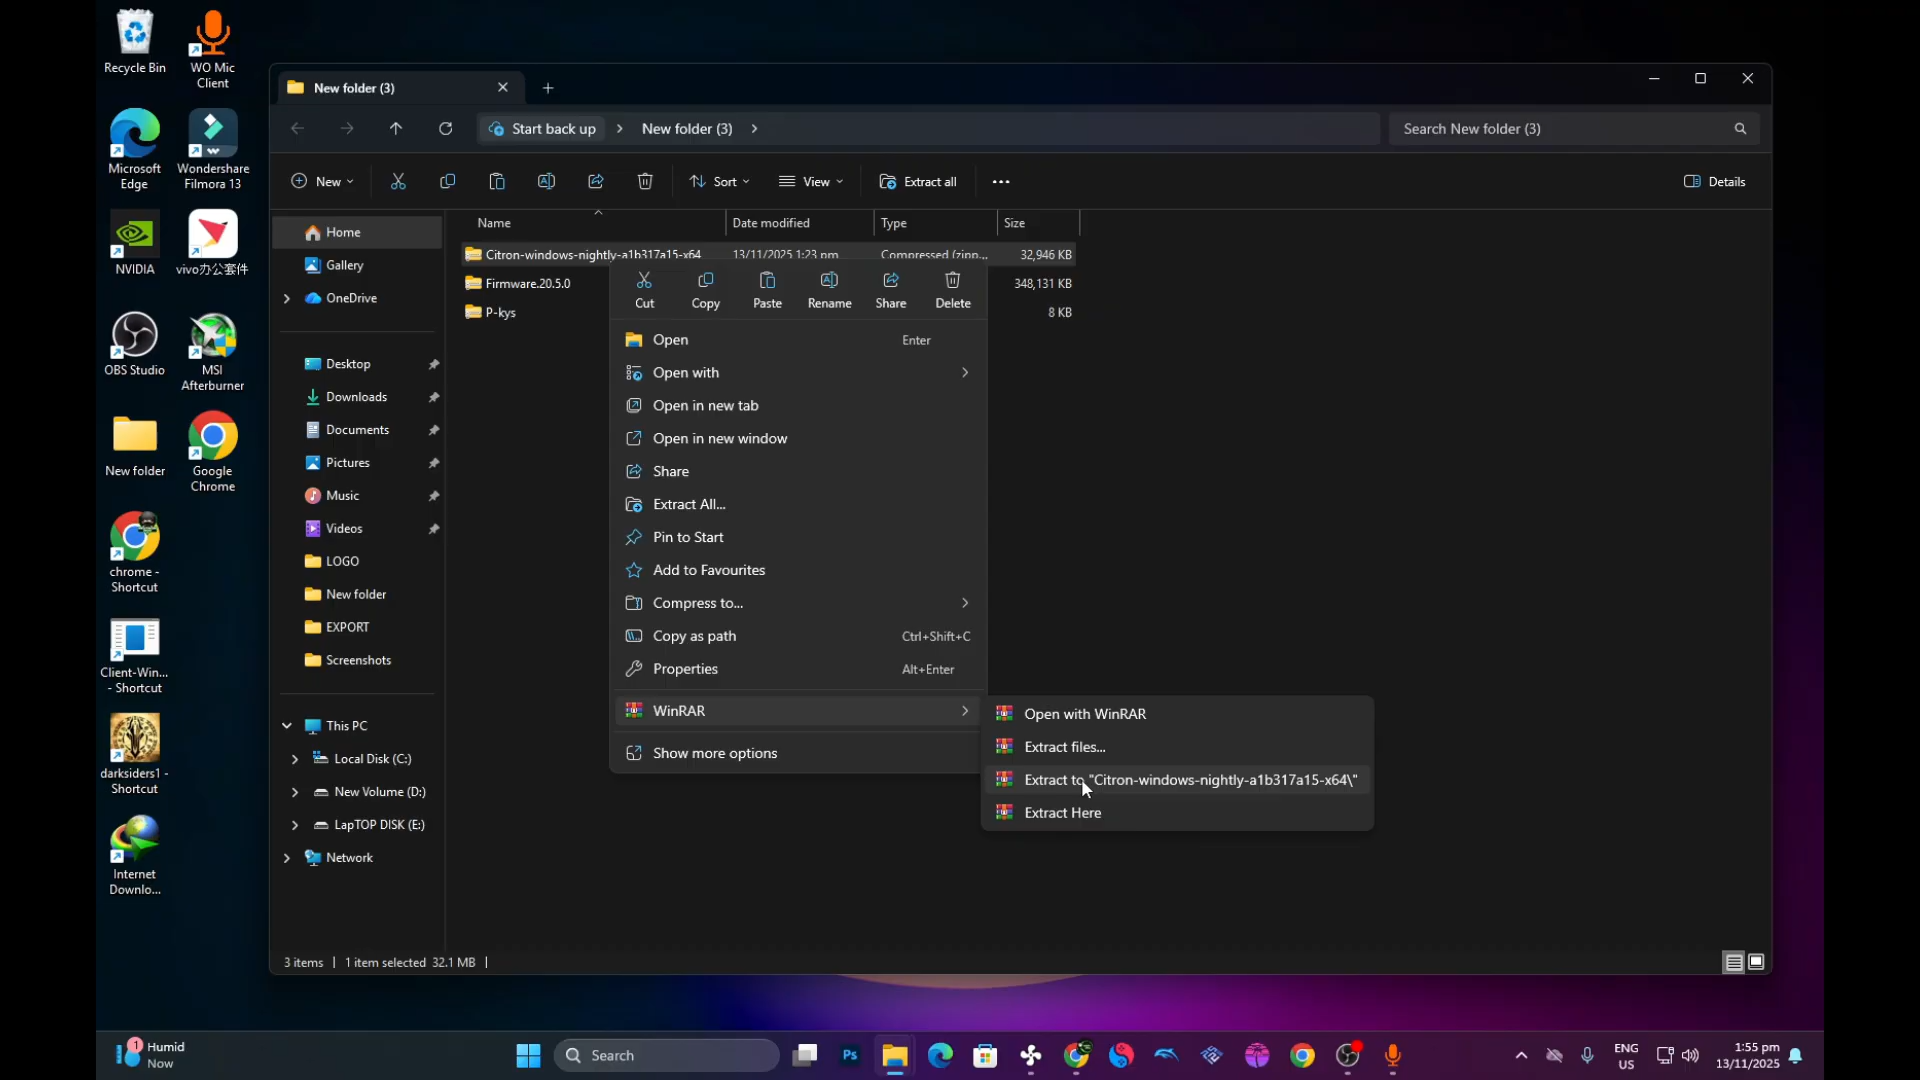 Recycle Bin
WO Mic
Client
Microsoft
Edge
Wondershare
Filmora 13
NVIDIA
vivo办公套件
OBS Studio
MSI
Afterburner
New folder
Google
Chrome
chrome -
Shortcut
Client-Win...
- Shortcut
darksiders1 -
Shortcut
Internet
Downlo...
New folder (3)
Start back up
New folder (3)
Search New folder (3)
New
Sort
View
Extract all
Details
Home
Gallery
OneDrive
Desktop
Downloads
Documents
Pictures
Music
Videos
LOGO
New folder
EXPORT
Screenshots
This PC
Local Disk (C:)
New Volume (D:)
LapTOP DISK (E:)
Network
Name Date modified Type Size
Citron-windows-nightly-a1b317a15-x64 13/11/2025 1:23 pm Compressed (zipp... 32,946 KB
Firmware.20.5.0 348,131 KB
P-kys 8 KB
Cut Copy Paste Rename Share Delete
Open Enter
Open with
Open in new tab
Open in new window
Share
Extract All...
Pin to Start
Add to Favourites
Compress to...
Copy as path Ctrl+Shift+C
Properties Alt+Enter
WinRAR
Show more options
Open with WinRAR
Extract files...
Extract to "Citron-windows-nightly-a1b317a15-x64\"
Extract Here
3 items 1 item selected 32.1 MB
1
Humid
Now
Search
Ps
ENG
US
1:55 pm
13/11/2025